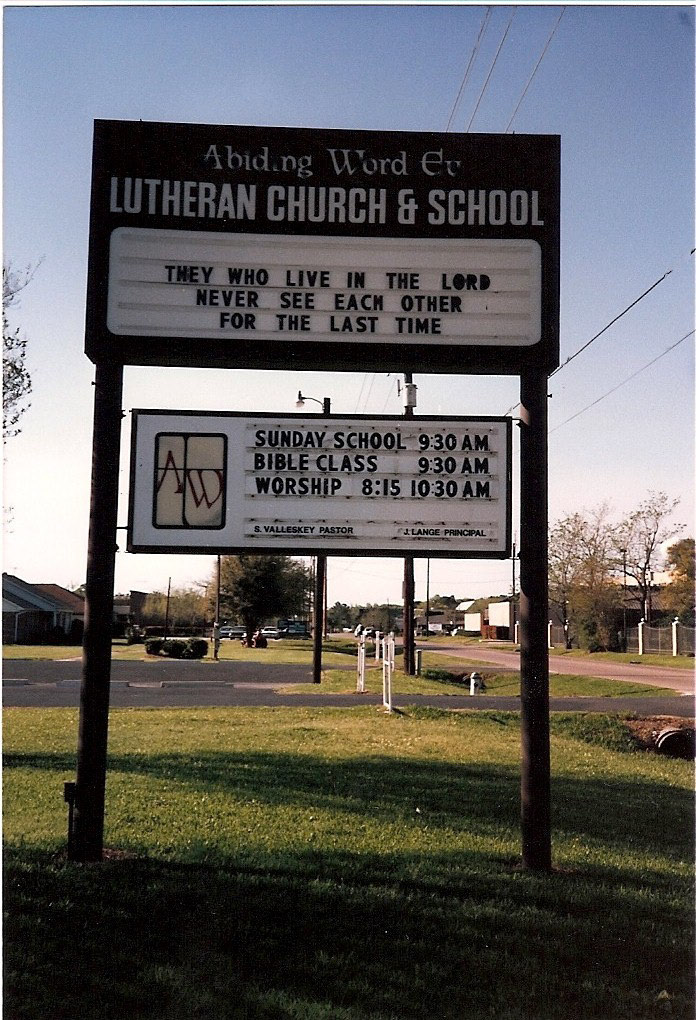 Abiding Word Ev
LUTHERAN CHURCH & SCHOOL
THEY WHO LIVE IN THE LORD
NEVER SEE EACH OTHER
FOR THE LAST TIME
AW
SUNDAY SCHOOL 9:30 AM
BIBLE CLASS 9:30 AM
WORSHIP 8:15 10:30 AM
S. VALLESKEY PASTOR J. LANGE PRINCIPAL